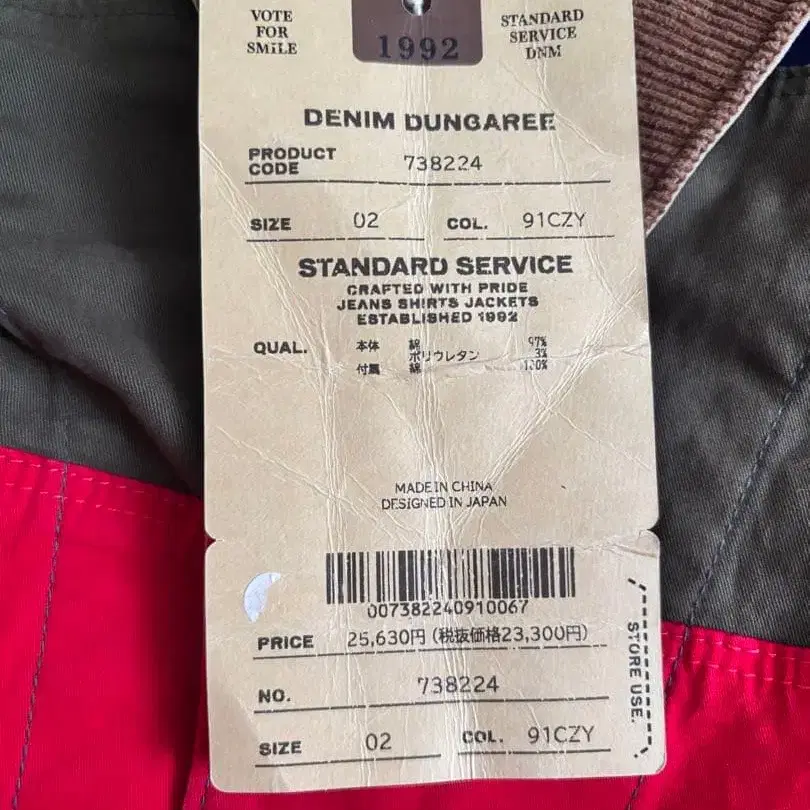 VOTE
FOR
SMiLE
1992
STANDARD
SERVICE
DNM
DENIM DUNGAREE
PRODUCT
CODE 738224
SIZE 02 COL. 91CZY
STANDARD SERVICE
CRAFTED WITH PRIDE
JEANS SHIRTS JACKETS
ESTABLISHED 1992
QUAL. 本体 綿 97%
ポリウレタン 3%
付属 綿 100%
MADE IN CHINA
DESIGNED IN JAPAN
007382240910067
PRICE 25,630円(税抜価格23,300円)
NO. 738224
SIZE 02 COL. 91CZY
STORE USE.